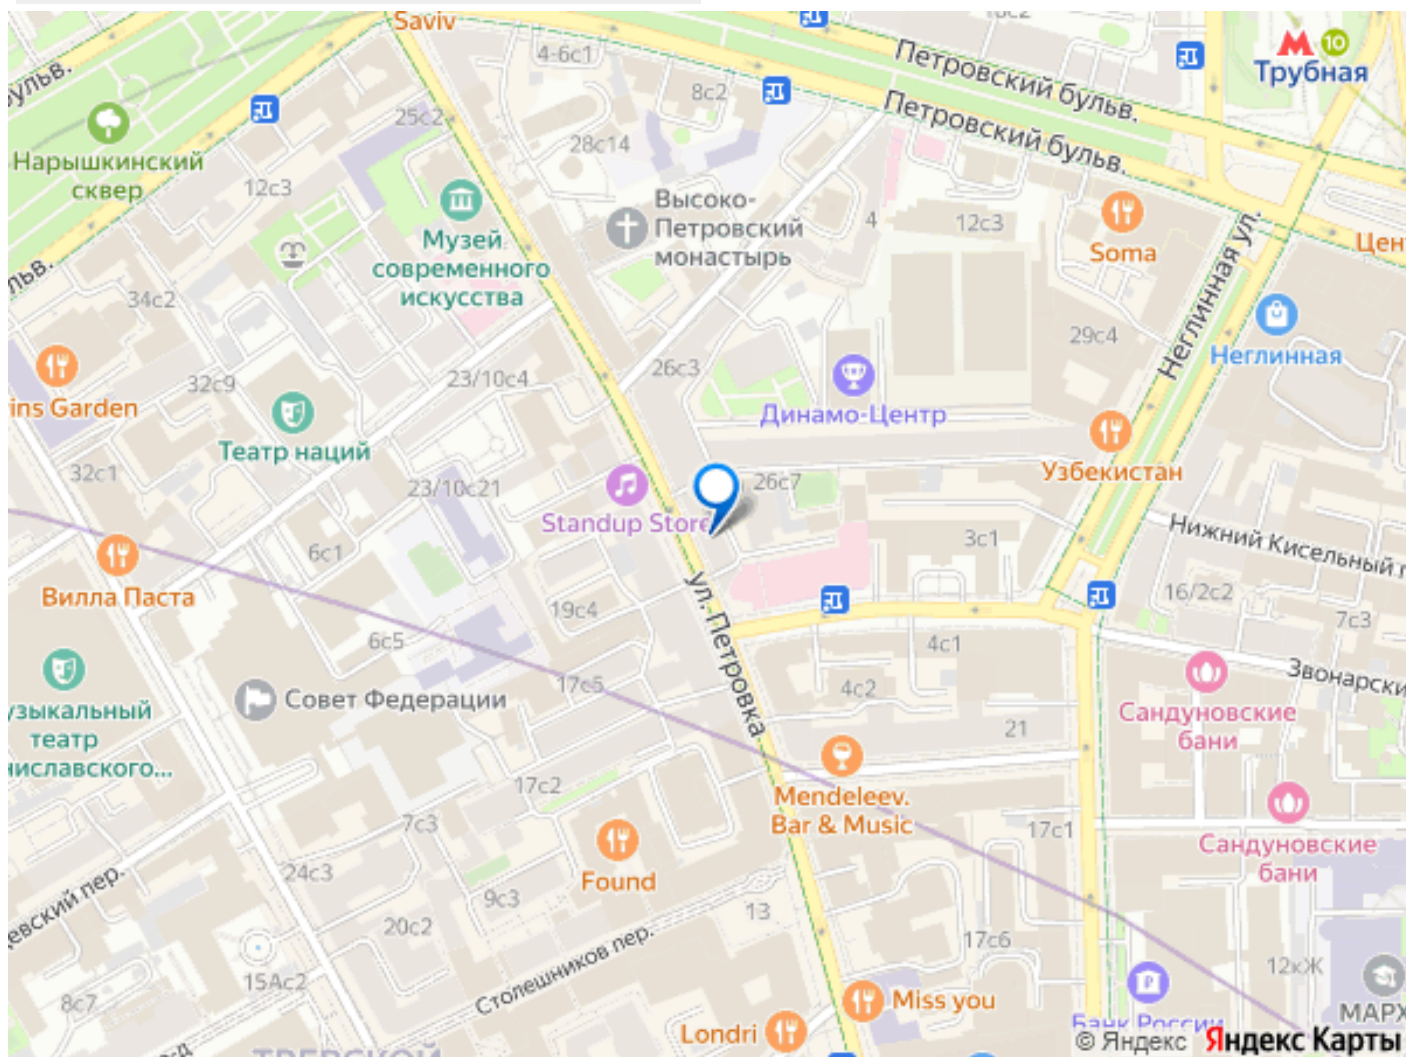 Saviv
4-6с1
10
Трубная
Петровский бульв.
Петровский бульв.
8с2
25с2
28с14
Нарышкинский
сквер
12с3
Музей
современного
искусства
Высоко-
Петровский
монастырь
4
12с3
Soma
Неглинная ул.
34с2
29с4
Неглинная
32с9
23/10с4
26с3
Динамо-Центр
Театр наций
32с1
23/10с21
Standup Store
26с7
Узбекистан
3с1
6с1
Вилла Паста
19с4
6с5
ул. Петровка
16/2с2
7с3
4с1
4с2
17с5
Совет Федерации
театр
21
Сандуновские
бани
17с2
Mendeleev.
Bar & Music
7с3
17с1
Сандуновские
бани
Found
24с3
9с3
20с2
13
Столешников пер.
17с6
15Ас2
12кЖ
8с7
Miss you
Londri
Банк России
© Яндекс Яндекс Карты